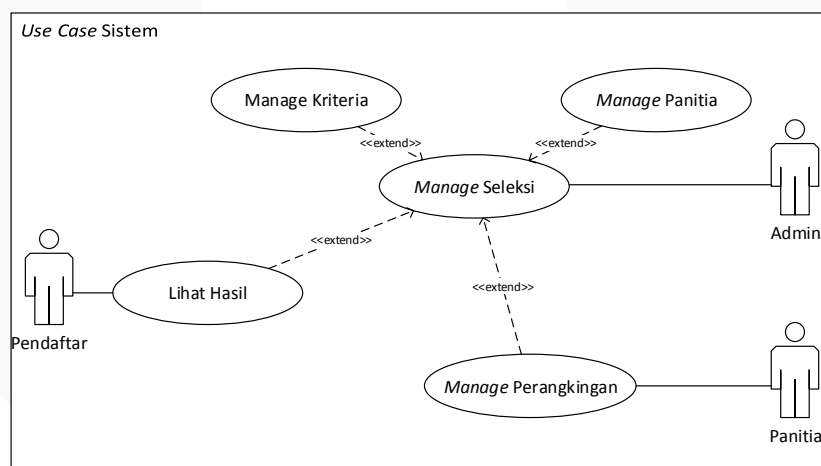 Use Case Sistem
Manage Kriteria
Manage Panitia
<<extend>>
<<extend>>
Manage Seleksi
Admin
<<extend>>
Lihat Hasil
<<extend>>
Pendaftar
Manage Perangkingan
Panitia